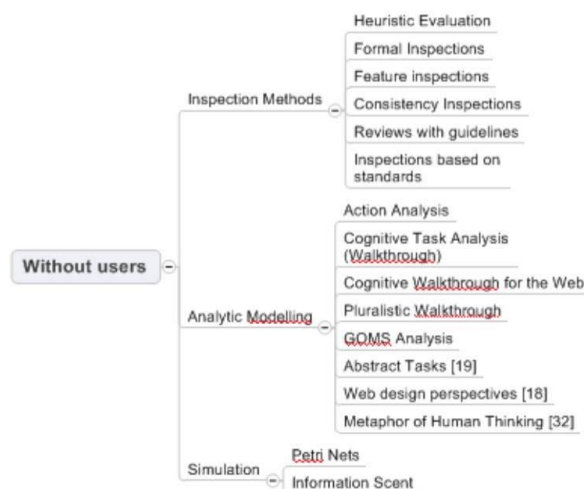 Without users
Inspection Methods
Heuristic Evaluation
Formal Inspections
Feature inspections
Consistency Inspections
Reviews with guidelines
Inspections based on
standards
Analytic Modelling
Action Analysis
Cognitive Task Analysis
(Walkthrough)
Cognitive Walkthrough for the Web
Pluralistic Walkthrough
GOMS Analysis
Abstract Tasks [19]
Web design perspectives [18]
Metaphor of Human Thinking [32]
Simulation
Petri Nets
Information Scent